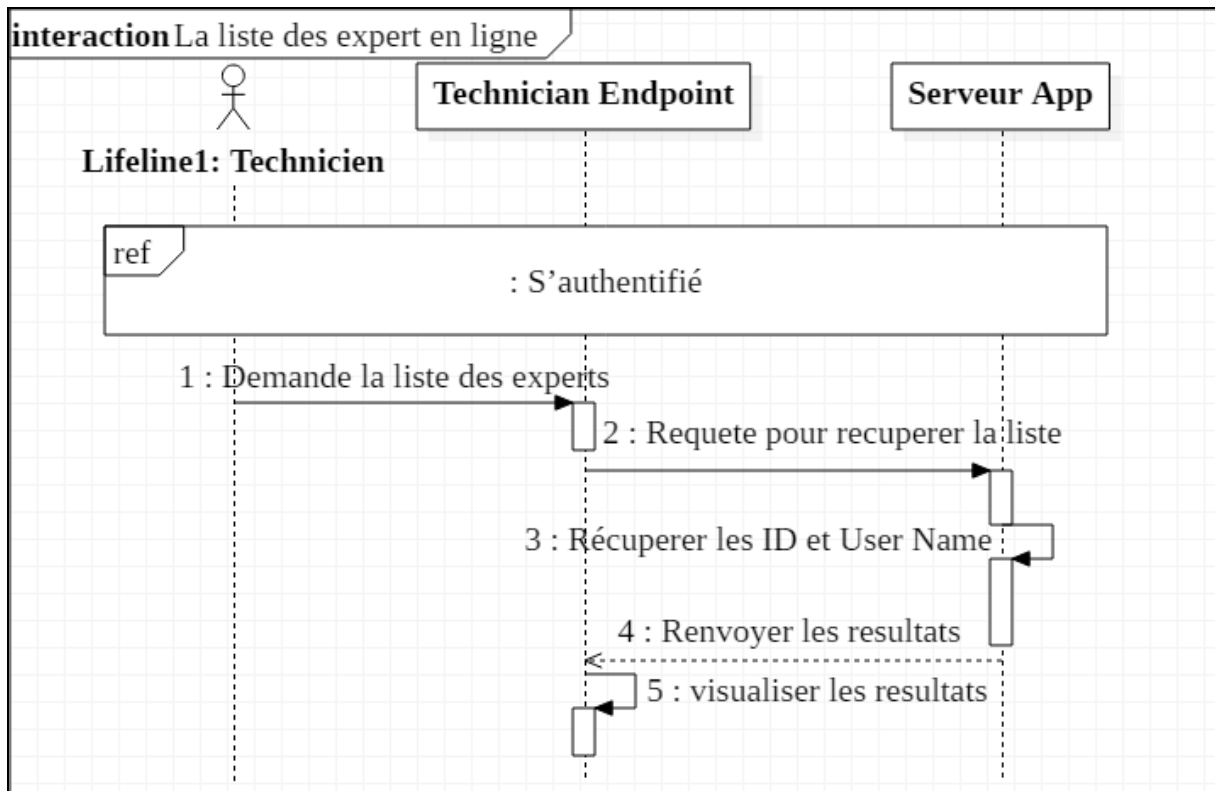 interaction La liste des expert en ligne
Technician Endpoint
Serveur App
Lifeline1: Technicien
ref
: S’authentifié
1 : Demande la liste des experts
2 : Requete pour recuperer la liste
3 : Récuperer les ID et User Name
4 : Renvoyer les resultats
5 : visualiser les resultats